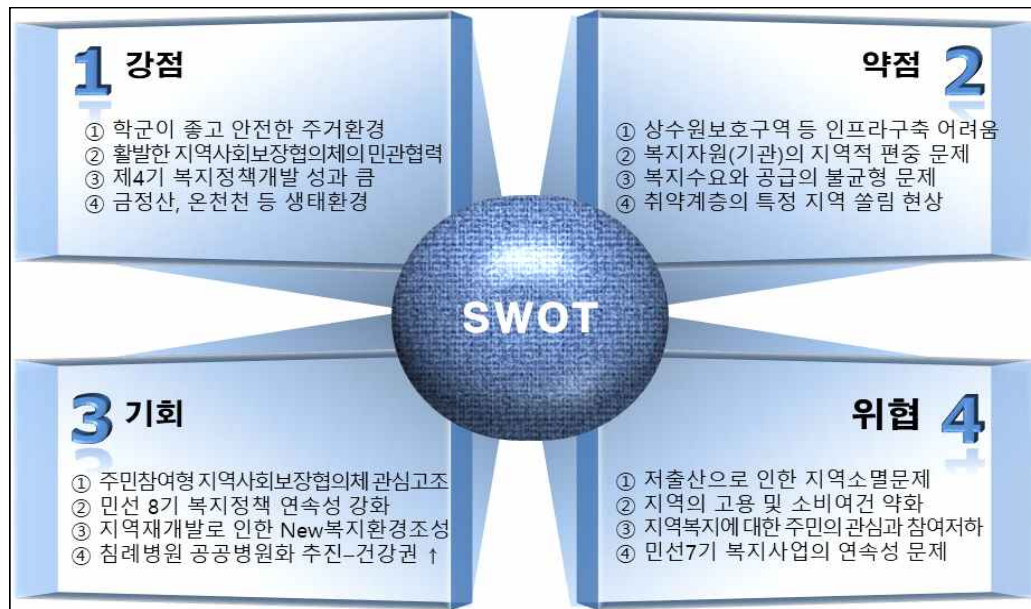 1 강점
① 학군이 좋고 안전한 주거환경
② 활발한 지역사회보장협의체의 민관협력
③ 제4기 복지정책개발 성과 큼
④ 금정산, 온천천 등 생태환경
약점 2
① 상수원보호구역 등 인프라구축 어려움
② 복지자원(기관)의 지역적 편중 문제
③ 복지수요와 공급의 불균형 문제
④ 취약계층의 특정 지역 쏠림 현상
SWOT
3 기회
① 주민참여형 지역사회보장협의체 관심고조
② 민선 8기 복지정책 연속성 강화
③ 지역재개발로 인한 New복지환경조성
④ 침례병원 공공병원화 추진–건강권 ↑
위협 4
① 저출산으로 인한 지역소멸문제
② 지역의 고용 및 소비여건 약화
③ 지역복지에 대한 주민의 관심과 참여저하
④ 민선7기 복지사업의 연속성 문제